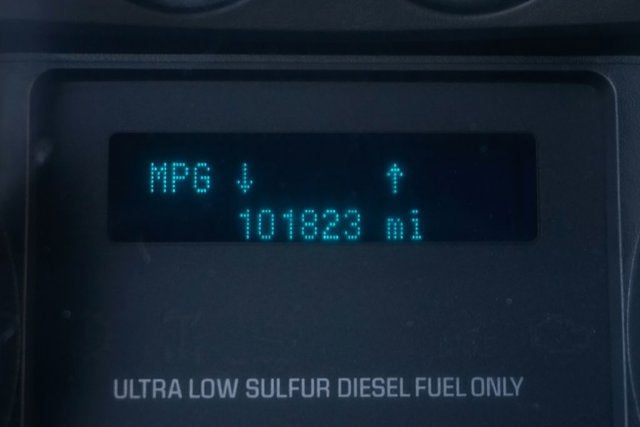 MPG ↓ ↑
101823 mi
ULTRA LOW SULFUR DIESEL FUEL ONLY